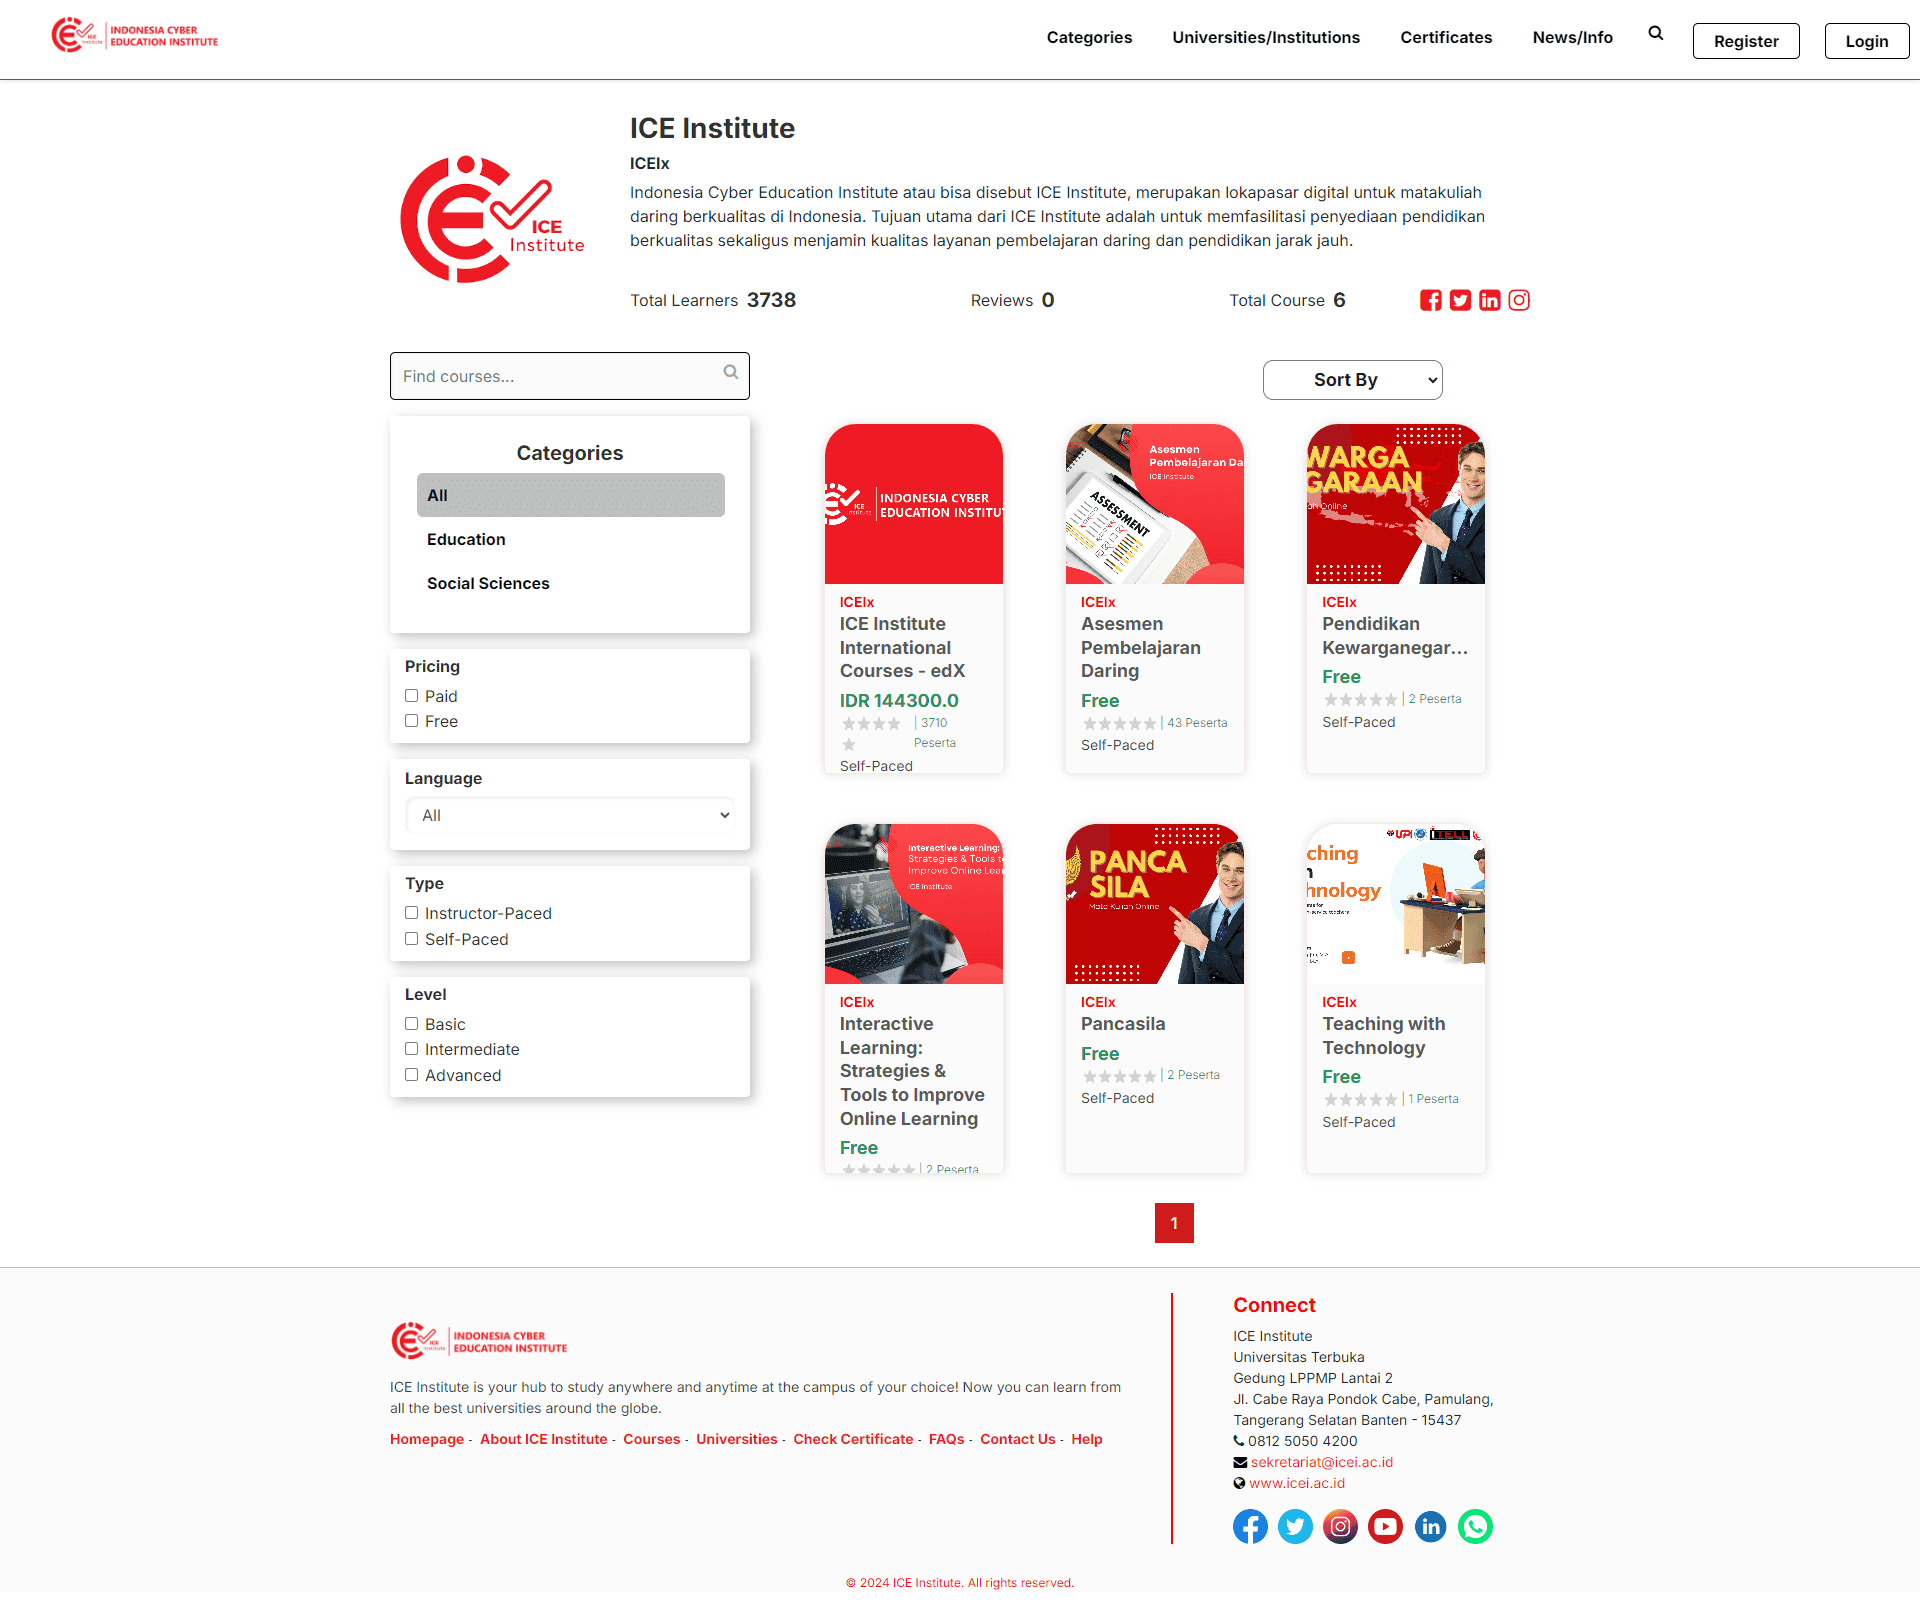 ICE Institute
INDONESIA CYBER
EDUCATION INSTITUTE
Categories
Universities/Institutions
Certificates
News/Info
Register
Login
ICE
Institute
ICE Institute
ICEIx
Indonesia Cyber Education Institute atau bisa disebut ICE Institute, merupakan lokapasar digital untuk matakuliah
daring berkualitas di Indonesia. Tujuan utama dari ICE Institute adalah untuk memfasilitasi penyediaan pendidikan
berkualitas sekaligus menjamin kualitas layanan pembelajaran daring dan pendidikan jarak jauh.
Total Learners 3738
Reviews 0
Total Course 6
Find courses...
Sort By
Categories
All
Education
Social Sciences
Pricing
Paid
Free
Language
All
Type
Instructor-Paced
Self-Paced
Level
Basic
Intermediate
Advanced
ICE
Institute
INDONESIA CYBER
EDUCATION INSTITU
ICEIx
ICE Institute
International
Courses - edX
IDR 144300.0
| 3710
Peserta
Self-Paced
Asesmen
Pembelajaran Da
ICE Institute
ASSESSMENT
ICEIx
Asesmen
Pembelajaran
Daring
Free
| 43 Peserta
Self-Paced
WARGA
GARAAN
ah Online
ICEIx
Pendidikan
Kewarganegar...
Free
| 2 Peserta
Self-Paced
Interactive Learning:
Strategies & Tools t
Improve Online Lear
ICE Institute
ICEIx
Interactive
Learning:
Strategies &
Tools to Improve
Online Learning
Free
| 2 Peserta
PANCA
SILA
Mata Kuliah Online
ICEIx
Pancasila
Free
| 2 Peserta
Self-Paced
UPI
ching
hnology
ICEIx
Teaching with
Technology
Free
| 1 Peserta
Self-Paced
1
ICE Institute
INDONESIA CYBER
EDUCATION INSTITUTE
ICE Institute is your hub to study anywhere and anytime at the campus of your choice! Now you can learn from
all the best universities around the globe.
Homepage - About ICE Institute - Courses - Universities - Check Certificate - FAQs - Contact Us - Help
Connect
ICE Institute
Universitas Terbuka
Gedung LPPMP Lantai 2
Jl. Cabe Raya Pondok Cabe, Pamulang,
Tangerang Selatan Banten - 15437
0812 5050 4200
sekretariat@icei.ac.id
www.icei.ac.id
© 2024 ICE Institute. All rights reserved.